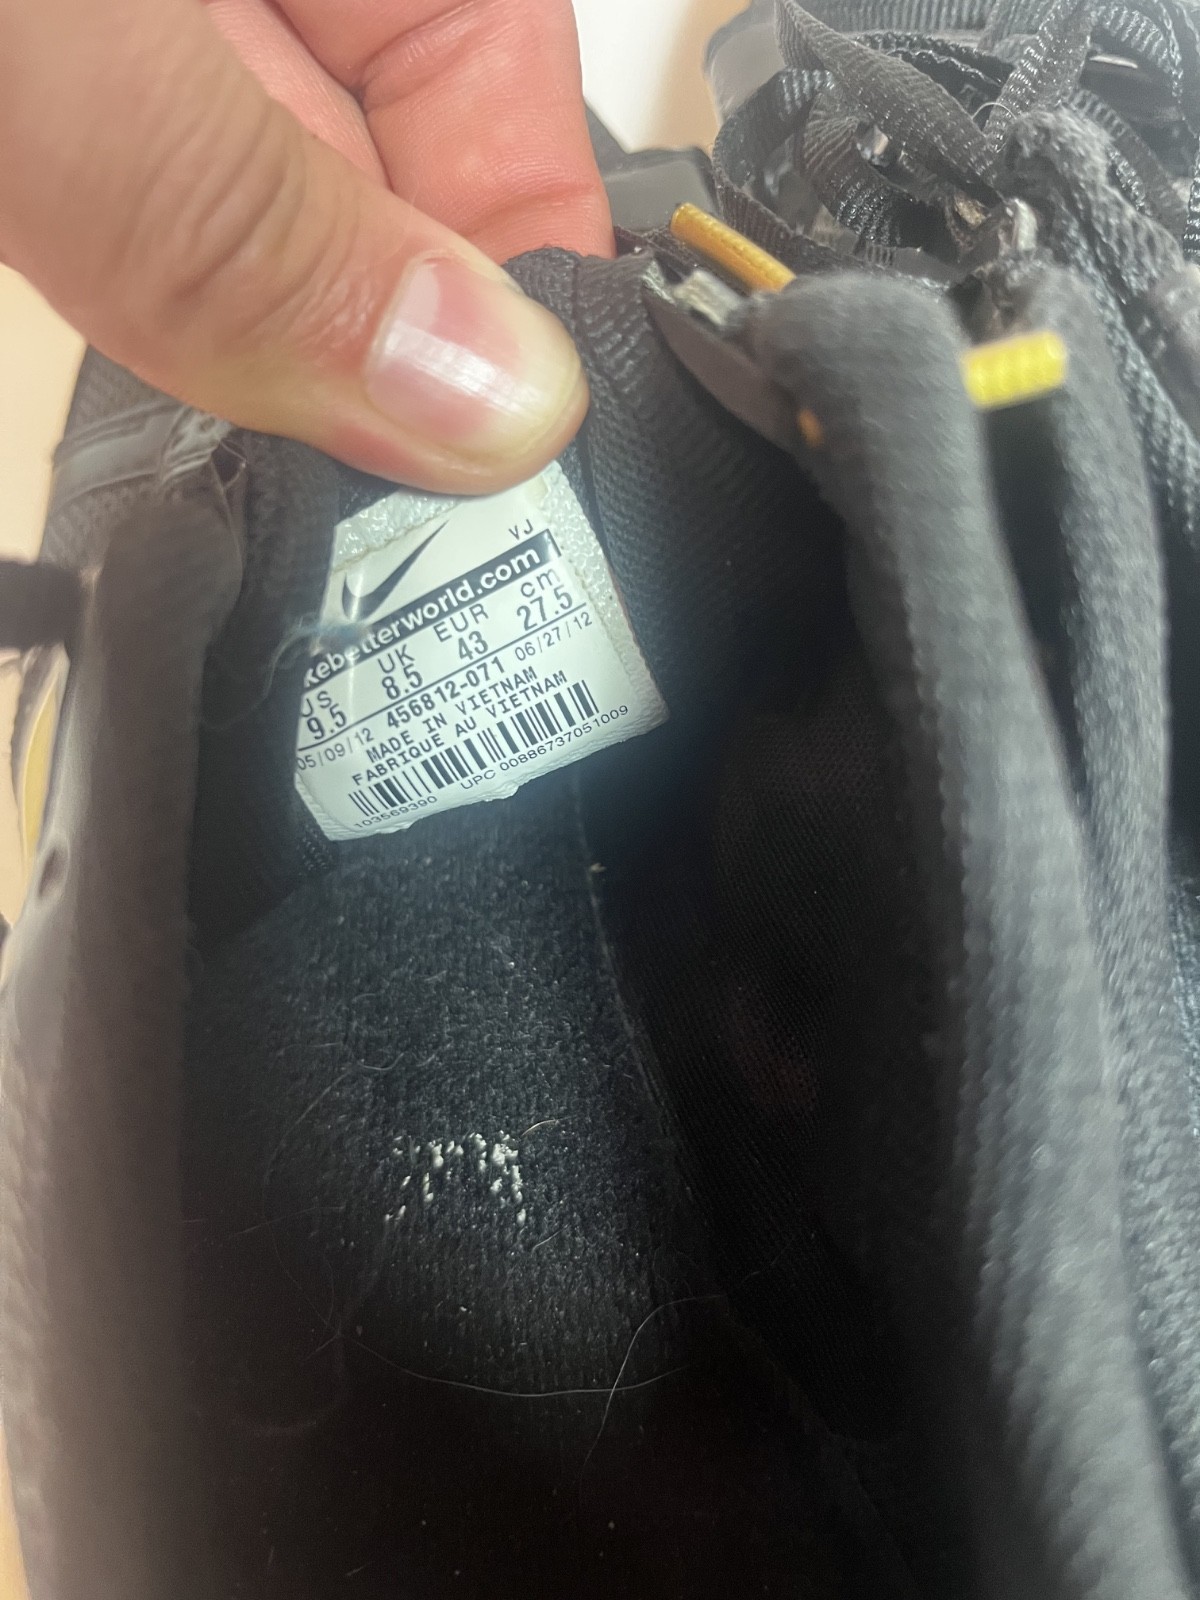 VJ
kebetterworld.com
US UK EUR cm
9.5 8.5 43 27.5
05/09/12 456812-071 06/27/12
MADE IN VIETNAM
FABRIQUE AU VIETNAM
103569390 UPC 00886737051009